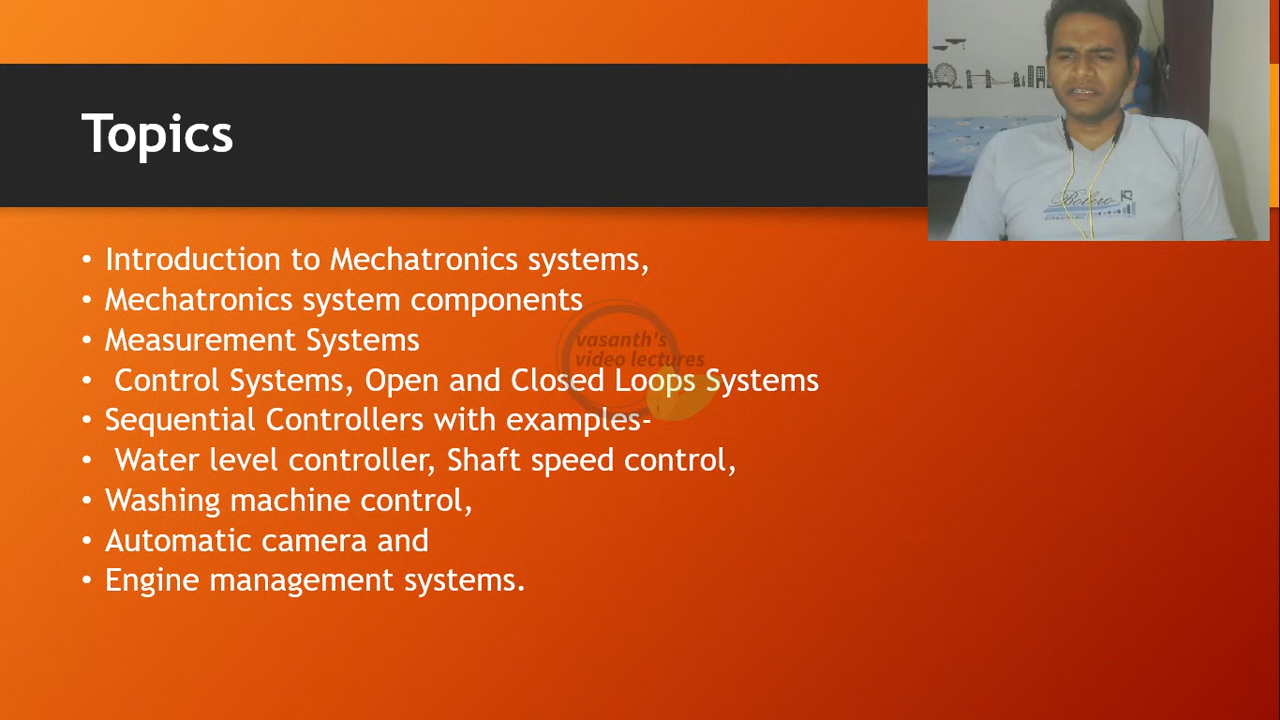 Topics
• Introduction to Mechatronics systems,
• Mechatronics system components
• Measurement Systems
• Control Systems, Open and Closed Loops Systems
• Sequential Controllers with examples-
• Water level controller, Shaft speed control,
• Washing machine control,
• Automatic camera and
• Engine management systems.
vasanth's
video lectures
Bolero